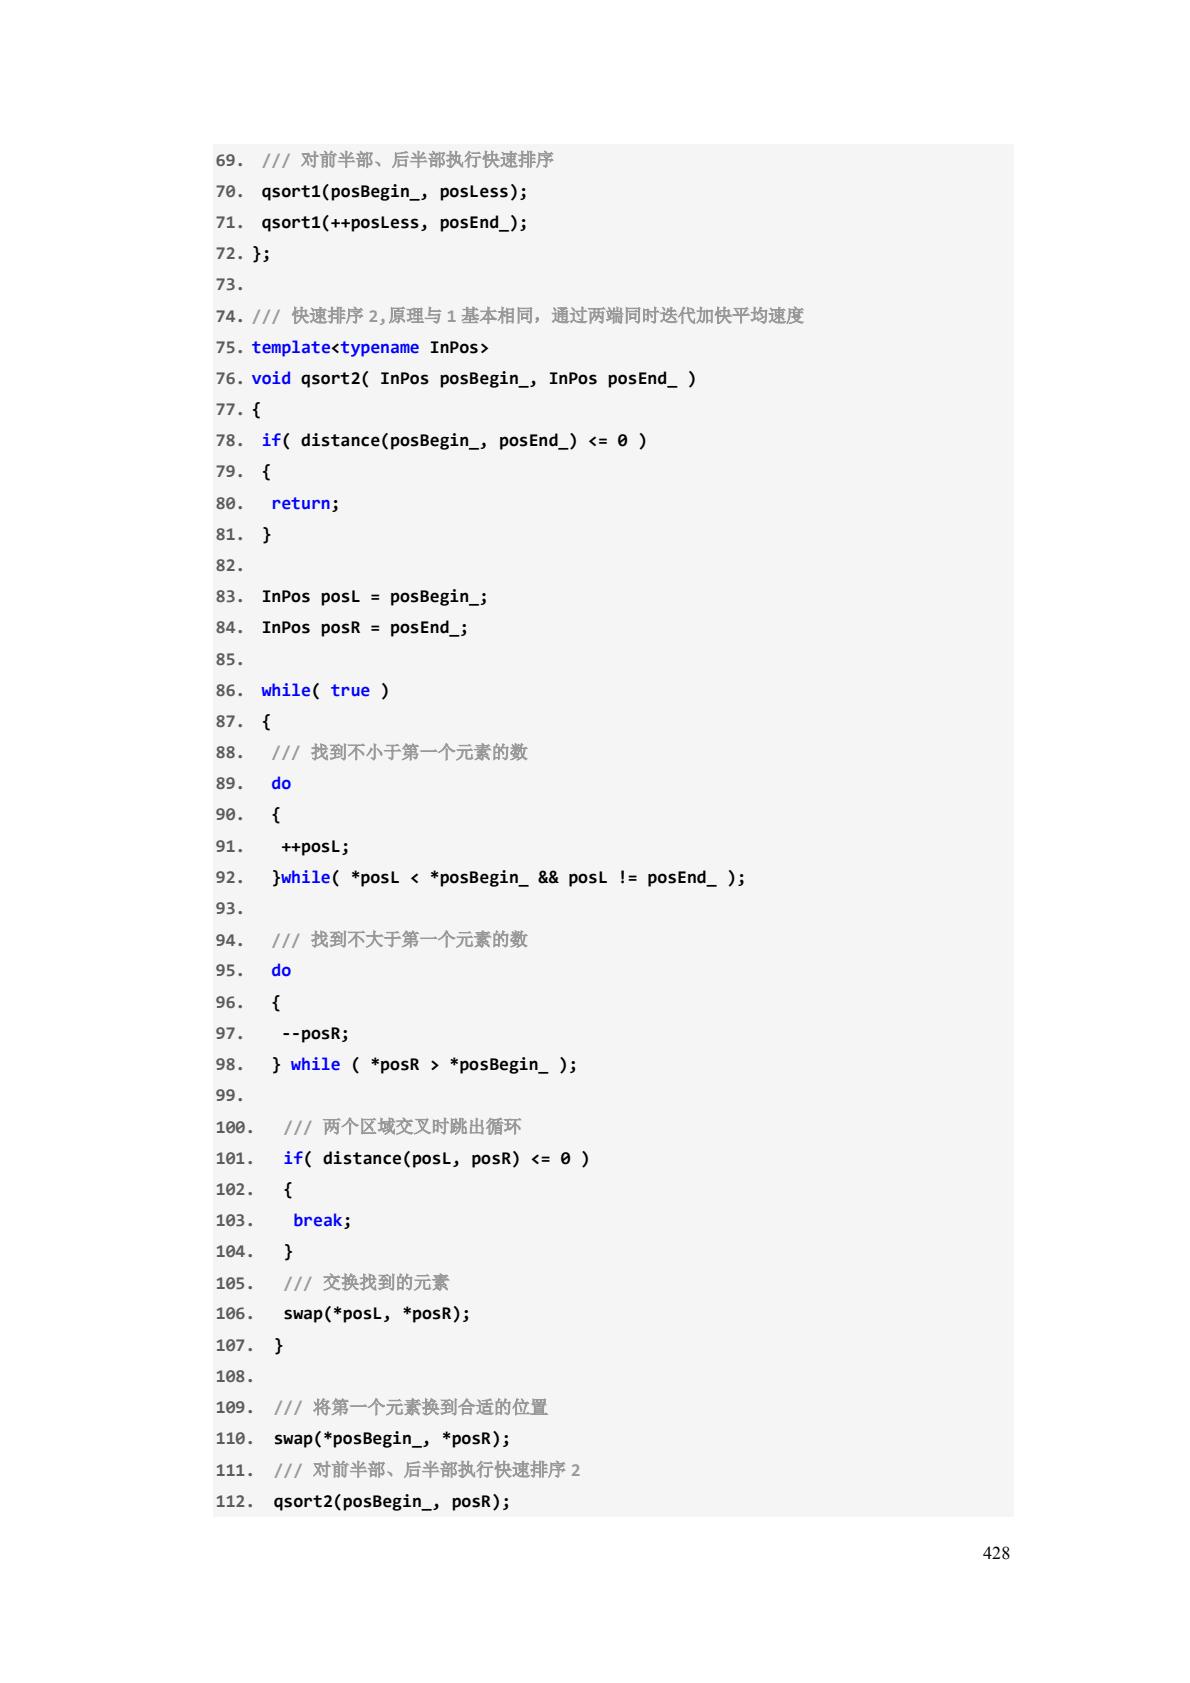 69. /// 对前半部、后半部执行快速排序
70. qsort1(posBegin_, posLess);
71. qsort1(++posLess, posEnd_);
72. };
73.
74. /// 快速排序 2,原理与 1 基本相同，通过两端同时迭代加快平均速度
75. template<typename InPos>
76. void qsort2( InPos posBegin_, InPos posEnd_ )
77. {
78. if( distance(posBegin_, posEnd_) <= 0 )
79. {
80. return;
81. }
82.
83. InPos posL = posBegin_;
84. InPos posR = posEnd_;
85.
86. while( true )
87. {
88. /// 找到不小于第一个元素的数
89. do
90. {
91. ++posL;
92. }while( *posL < *posBegin_ && posL != posEnd_ );
93.
94. /// 找到不大于第一个元素的数
95. do
96. {
97. --posR;
98. } while ( *posR > *posBegin_ );
99.
100. /// 两个区域交叉时跳出循环
101. if( distance(posL, posR) <= 0 )
102. {
103. break;
104. }
105. /// 交换找到的元素
106. swap(*posL, *posR);
107. }
108.
109. /// 将第一个元素换到合适的位置
110. swap(*posBegin_, *posR);
111. /// 对前半部、后半部执行快速排序 2
112. qsort2(posBegin_, posR);
428